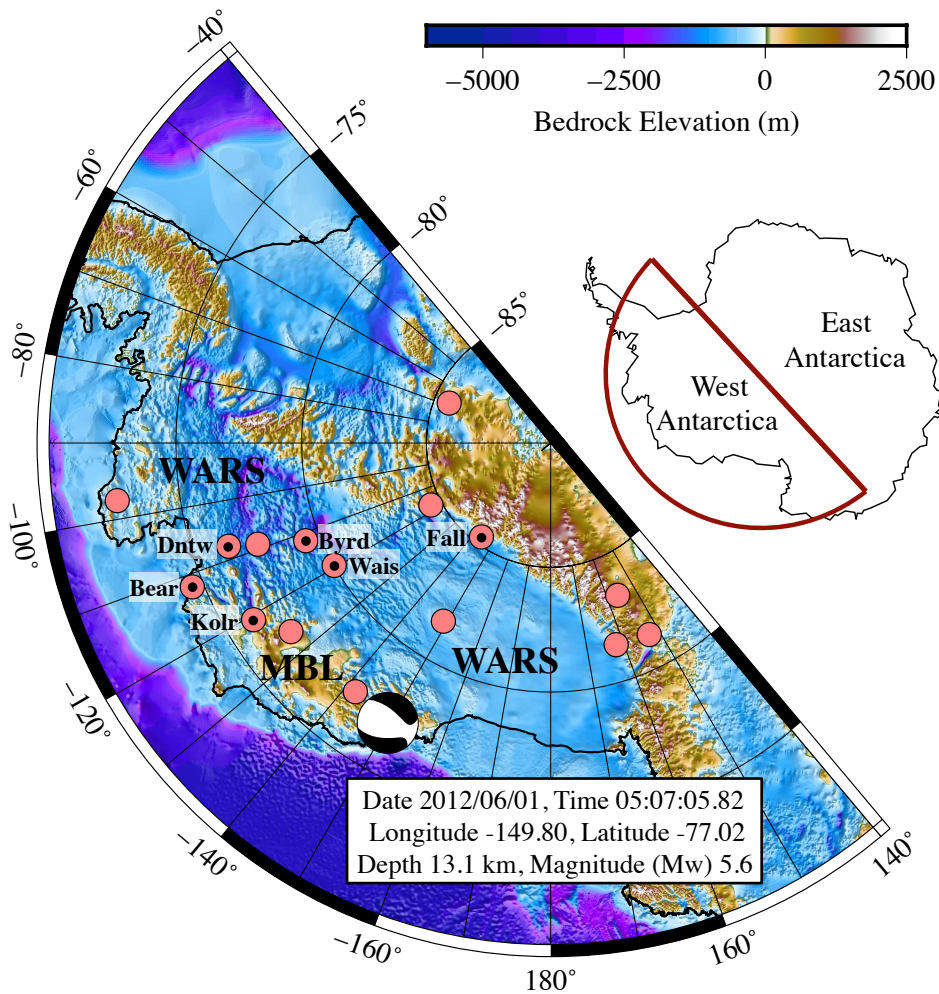 −5000 −2500 0 2500
Bedrock Elevation (m)
−40°
−75°
−60°
−80°
−85°
−80°
East
Antarctica
West
Antarctica
WARS
−100°
Dntw
Byrd
Fall
Wais
Bear
Kolr
MBL
WARS
−120°
Date 2012/06/01, Time 05:07:05.82
Longitude -149.80, Latitude -77.02
Depth 13.1 km, Magnitude (Mw) 5.6
−140°
140°
−160°
160°
180°